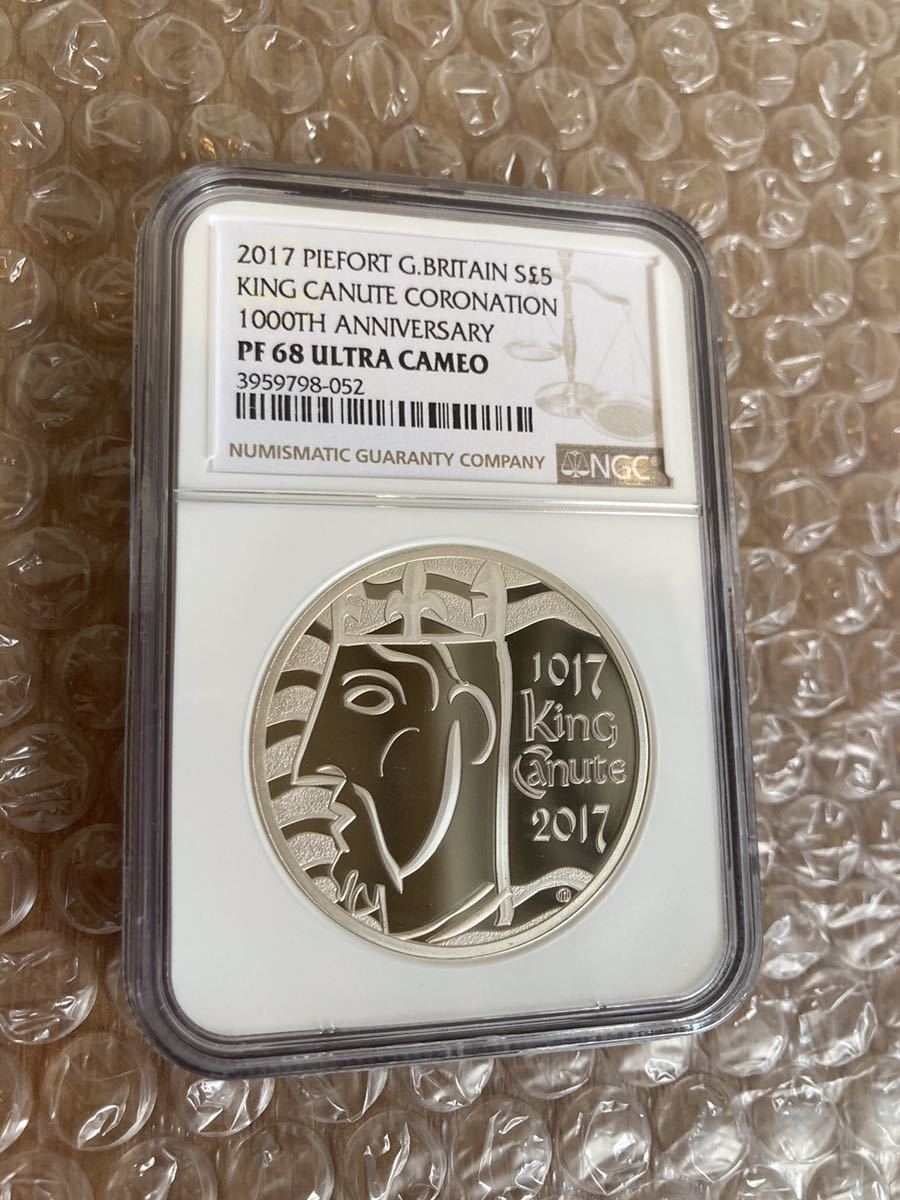 2017 PIEFORT G.BRITAIN S£5
KING CANUTE CORONATION
1000TH ANNIVERSARY
PF 68 ULTRA CAMEO
3959798-052
NUMISMATIC GUARANTY COMPANY
NGC
1017
King
Canute
2017